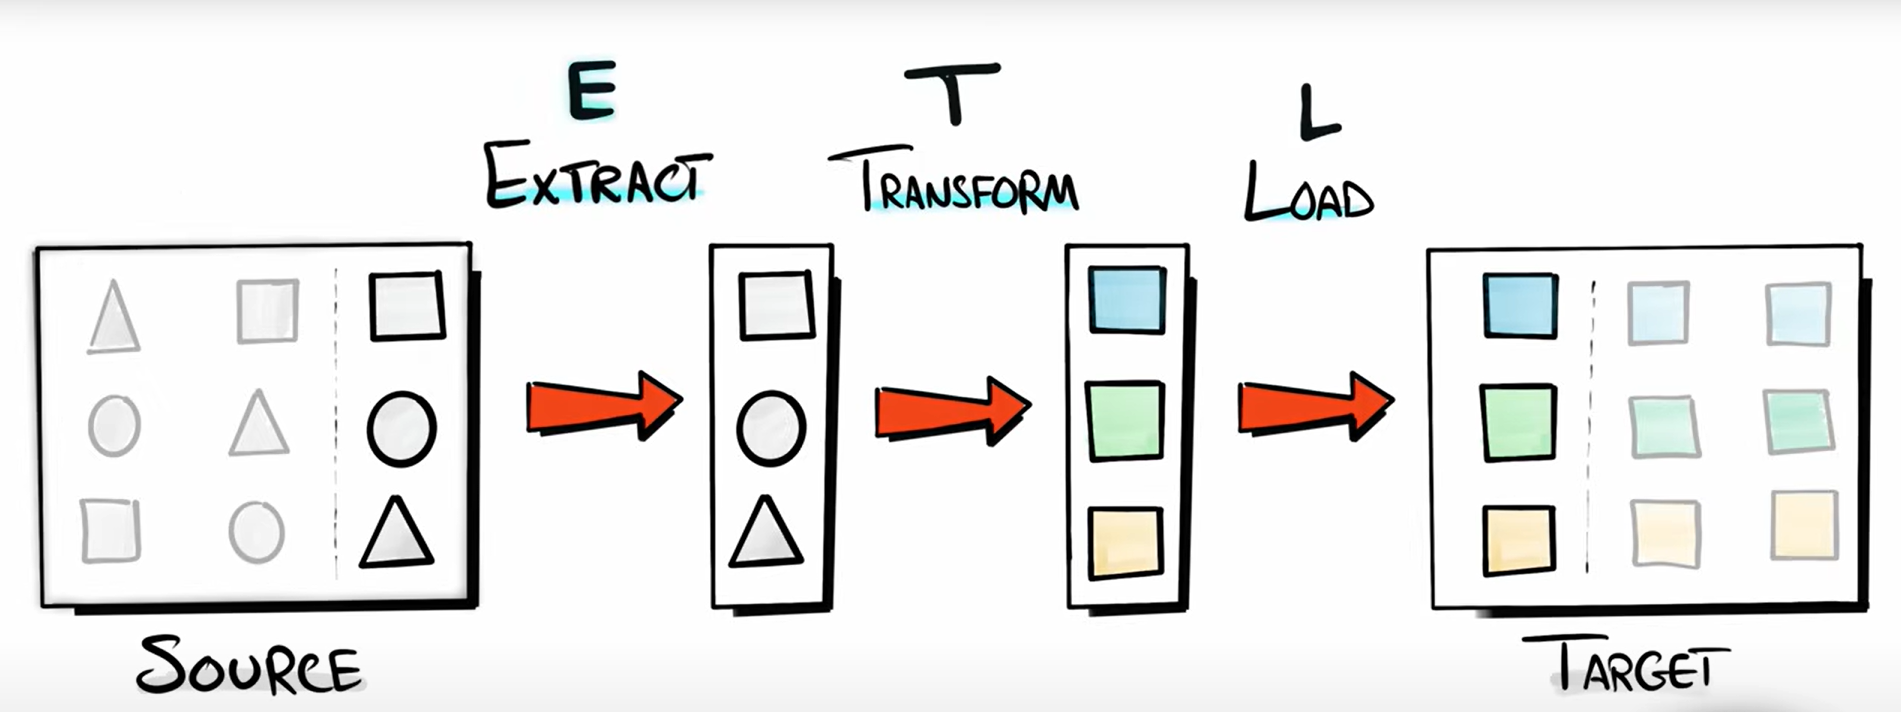 E
EXTRACT
T
TRANSFORM
L
LOAD
SOURCE
TARGET